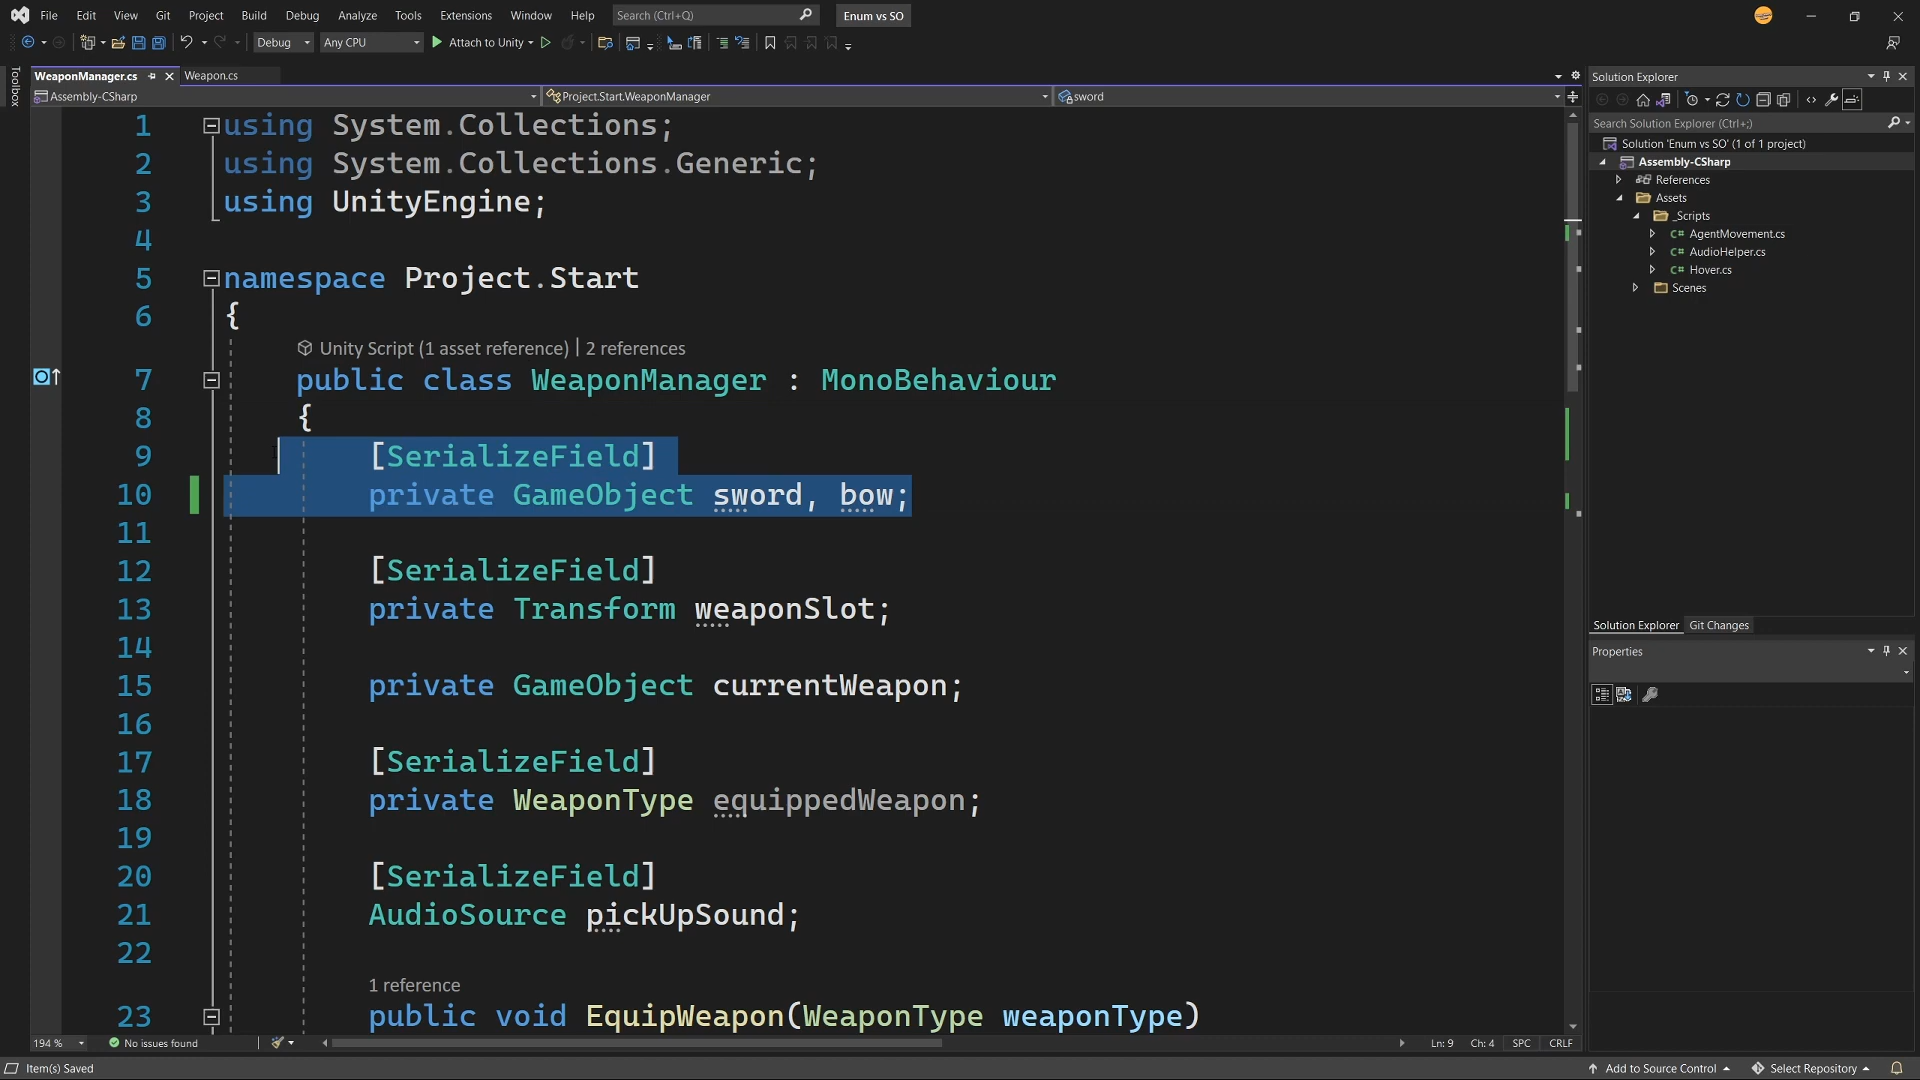 File Edit View Git Project Build Debug Analyze Tools Extensions Window Help Search (Ctrl+Q) Enum vs SO
Debug Any CPU Attach to Unity
Toolbox
WeaponManager.cs Weapon.cs
Assembly-CSharp Project.Start.WeaponManager sword
1 using System.Collections;
2 using System.Collections.Generic;
3 using UnityEngine;
4
5 namespace Project.Start
6 {
Unity Script (1 asset reference) | 2 references
7 public class WeaponManager : MonoBehaviour
8 {
9 [SerializeField]
10 private GameObject sword, bow;
11
12 [SerializeField]
13 private Transform weaponSlot;
14
15 private GameObject currentWeapon;
16
17 [SerializeField]
18 private WeaponType equippedWeapon;
19
20 [SerializeField]
21 AudioSource pickUpSound;
22
1 reference
23 public void EquipWeapon(WeaponType weaponType)
194 % No issues found Ln: 9 Ch: 4 SPC CRLF
Item(s) Saved Add to Source Control Select Repository
Solution Explorer
Search Solution Explorer (Ctrl+;)
Solution 'Enum vs SO' (1 of 1 project)
Assembly-CSharp
References
Assets
_Scripts
C# AgentMovement.cs
C# AudioHelper.cs
C# Hover.cs
Scenes
Solution Explorer Git Changes
Properties